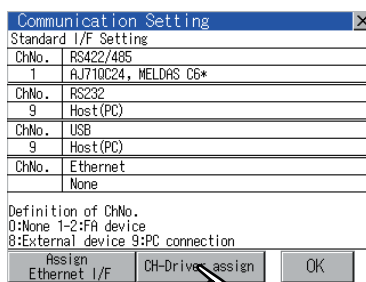 Communication Setting
Standard I/F Setting
ChNo. RS422/485
1 AJ71QC24, MELDAS C6*
ChNo. RS232
9 Host(PC)
ChNo. USB
9 Host(PC)
ChNo. Ethernet
None
Definition of ChNo.
0:None 1-2:FA device
8:External device 9:PC connection
Assign
Ethernet I/F
CH-Driver assign
OK